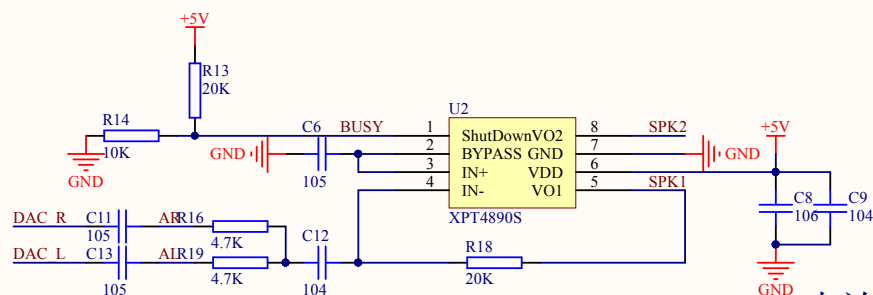 +5V
R13
20K
R14
10K
GND
C6
105
GND
BUSY
U2
1 ShutDown VO2 8
2 BYPASS GND 7
3 IN+ VDD 6
4 IN- VO1 5
XPT4890S
SPK2
GND
SPK1
+5V
C8
106
C9
104
GND
DAC_R
C11
105
AR
R16
4.7K
DAC_L
C13
105
AL
R19
4.7K
C12
104
R18
20K